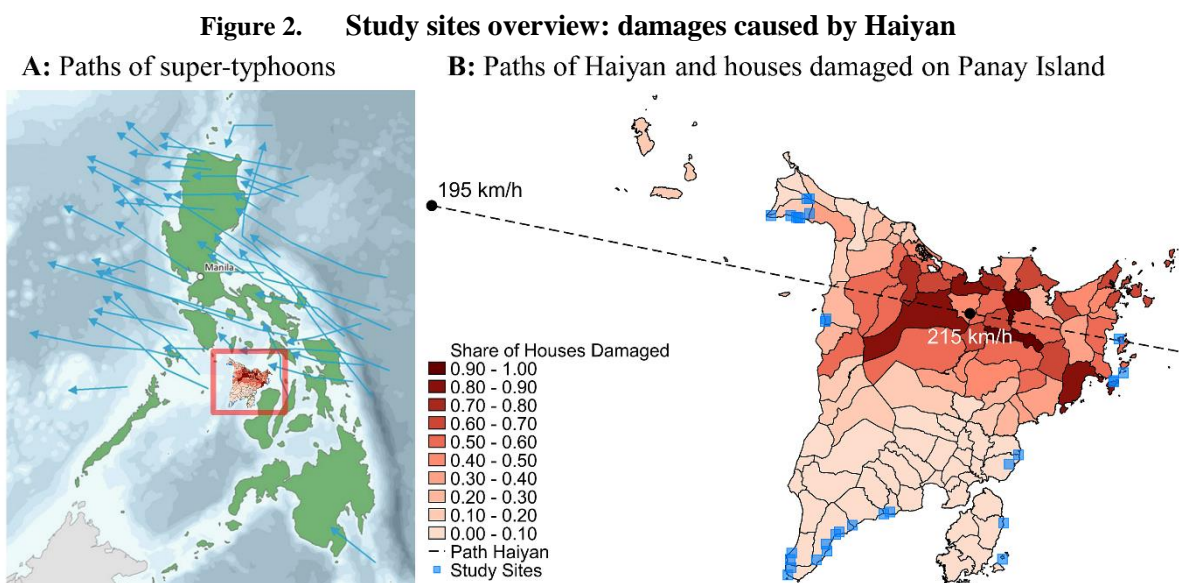 Figure 2. Study sites overview: damages caused by Haiyan
A: Paths of super-typhoons
B: Paths of Haiyan and houses damaged on Panay Island
Manila
195 km/h
215 km/h
Share of Houses Damaged
0.90 - 1.00
0.80 - 0.90
0.70 - 0.80
0.60 - 0.70
0.50 - 0.60
0.40 - 0.50
0.30 - 0.40
0.20 - 0.30
0.10 - 0.20
0.00 - 0.10
Path Haiyan
Study Sites